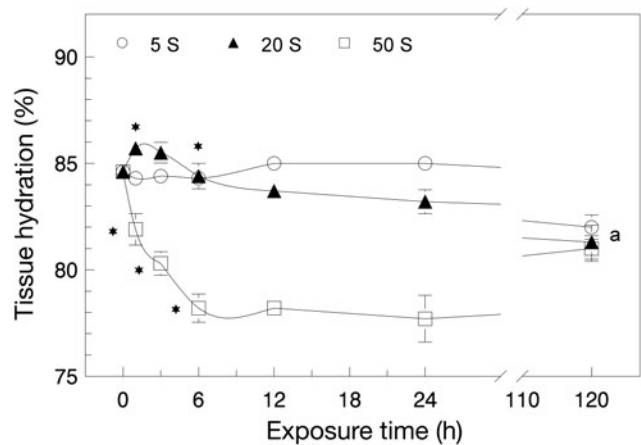 90
85
80
75
Tissue hydration (%)
5 S 20 S 50 S
a
0 6 12 18 24 110 120
Exposure time (h)